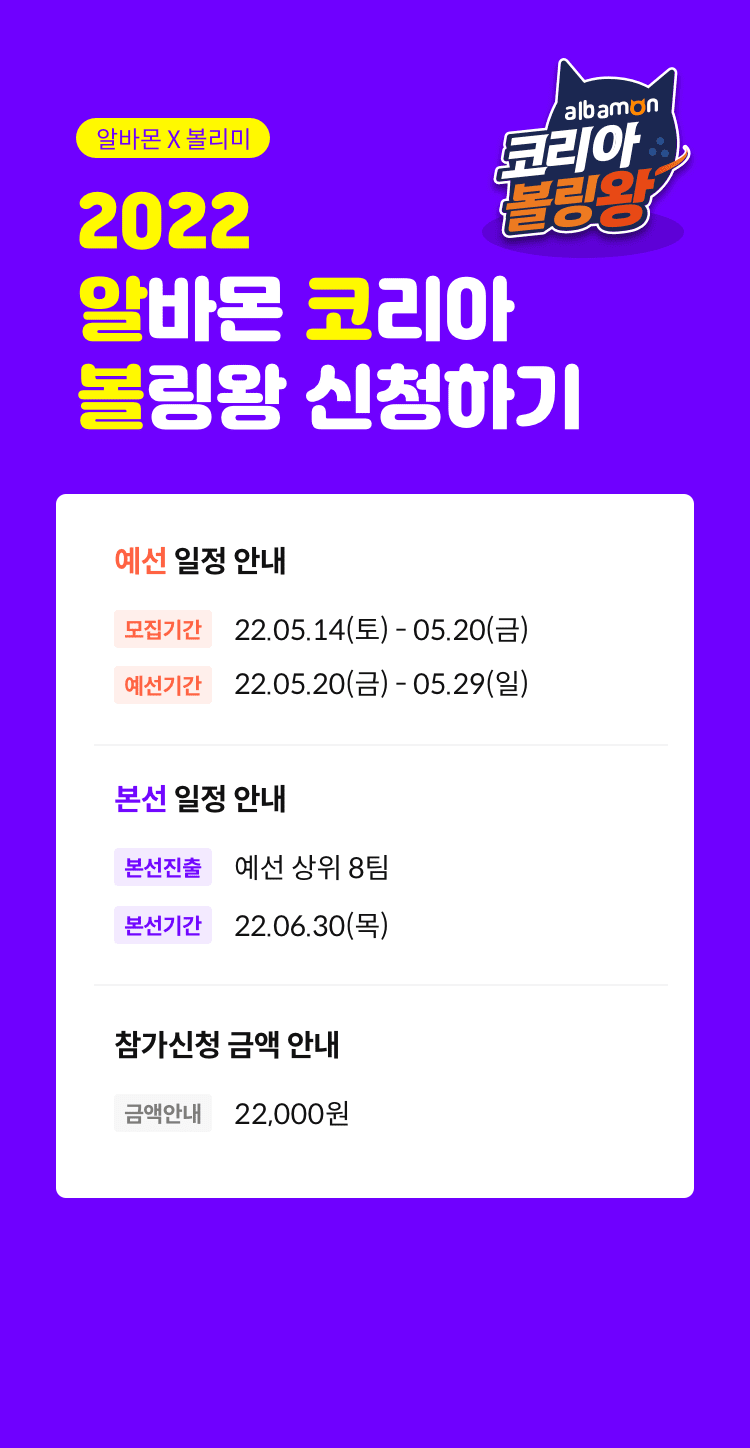 알바몬 X 볼리미
albamon
코리아
볼링왕
2022
알바몬 코리아
볼링왕 신청하기
예선 일정 안내
모집기간 22.05.14(토) - 05.20(금)
예선기간 22.05.20(금) - 05.29(일)
본선 일정 안내
본선진출 예선 상위 8팀
본선기간 22.06.30(목)
참가신청 금액 안내
금액안내 22,000원